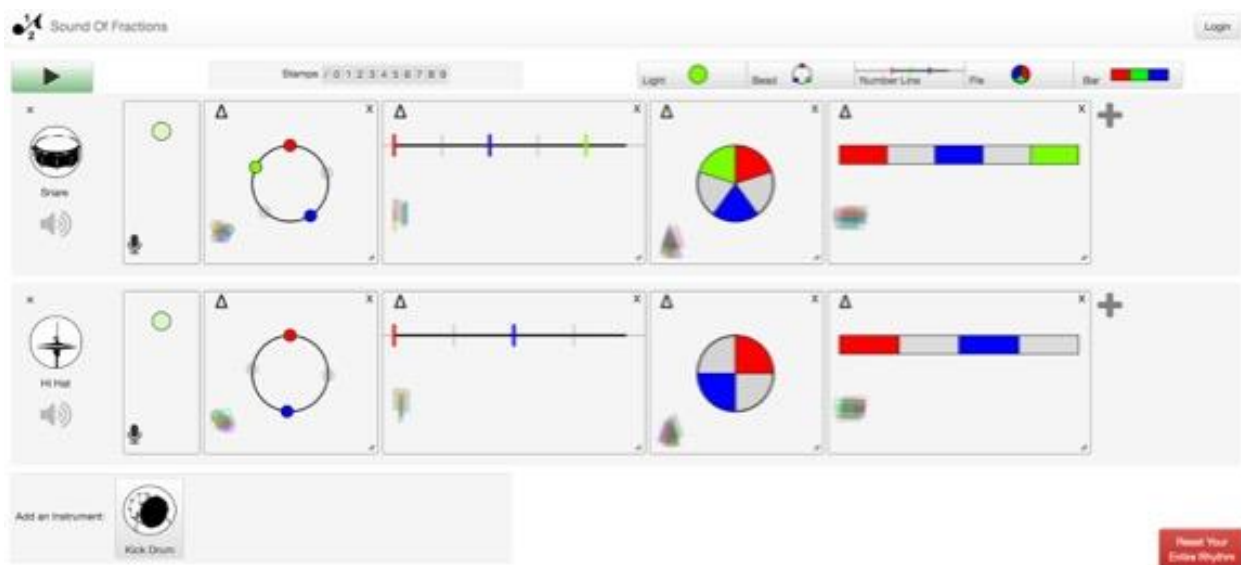 Sound Of Fractions
Login
Stamps / 0 1 2 3 4 5 6 7 8 9
Light
Bead
Number Line
Pie
Bar
x
Δ x Δ x Δ x Δ x
Snare
x
Δ x Δ x Δ x Δ x
Hi Hat
Add an Instrument:
Kick Drum
Reset Your
Entire Rhythm